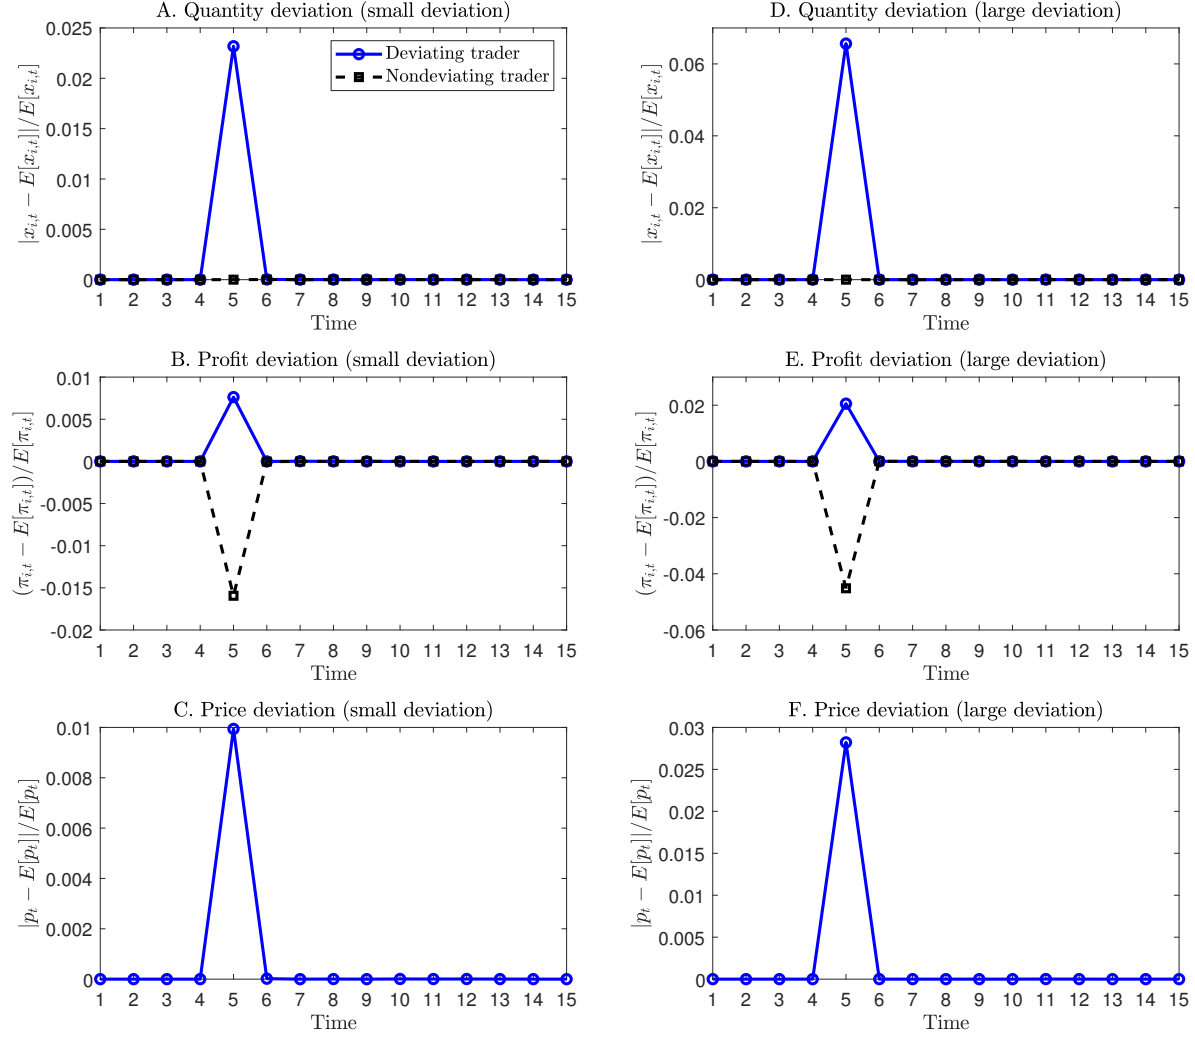 A. Quantity deviation (small deviation)
|x_{i,t} − E[x_{i,t}]|/E[x_{i,t}]
0.025
0.02
0.015
0.01
0.005
0
Deviating trader
Nondeviating trader
1 2 3 4 5 6 7 8 9 10 11 12 13 14 15
Time
D. Quantity deviation (large deviation)
|x_{i,t} − E[x_{i,t}]|/E[x_{i,t}]
0.06
0.04
0.02
0
1 2 3 4 5 6 7 8 9 10 11 12 13 14 15
Time
B. Profit deviation (small deviation)
(π_{i,t} − E[π_{i,t}])/E[π_{i,t}]
0.01
0.005
0
-0.005
-0.01
-0.015
-0.02
1 2 3 4 5 6 7 8 9 10 11 12 13 14 15
Time
E. Profit deviation (large deviation)
(π_{i,t} − E[π_{i,t}])/E[π_{i,t}]
0.02
0
-0.02
-0.04
-0.06
1 2 3 4 5 6 7 8 9 10 11 12 13 14 15
Time
C. Price deviation (small deviation)
|p_t − E[p_t]|/E[p_t]
0.01
0.008
0.006
0.004
0.002
0
1 2 3 4 5 6 7 8 9 10 11 12 13 14 15
Time
F. Price deviation (large deviation)
|p_t − E[p_t]|/E[p_t]
0.03
0.025
0.02
0.015
0.01
0.005
0
1 2 3 4 5 6 7 8 9 10 11 12 13 14 15
Time